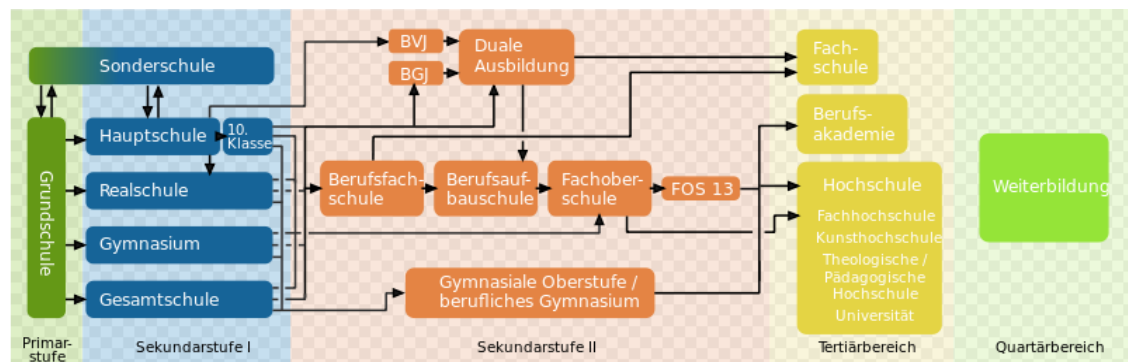 Sonderschule
Grundschule
Hauptschule
10.
Klasse
Realschule
Gymnasium
Gesamtschule
BVJ
BGJ
Duale
Ausbildung
Berufsfach-
schule
Berufsauf-
bauschule
Fachober-
schule
FOS 13
Gymnasiale Oberstufe /
berufliches Gymnasium
Fach-
schule
Berufs-
akademie
Hochschule
Fachhochschule
Kunsthochschule
Theologische /
Pädagogische
Hochschule
Universität
Weiterbildung
Primar-
stufe
Sekundarstufe I
Sekundarstufe II
Tertiärbereich
Quartärbereich